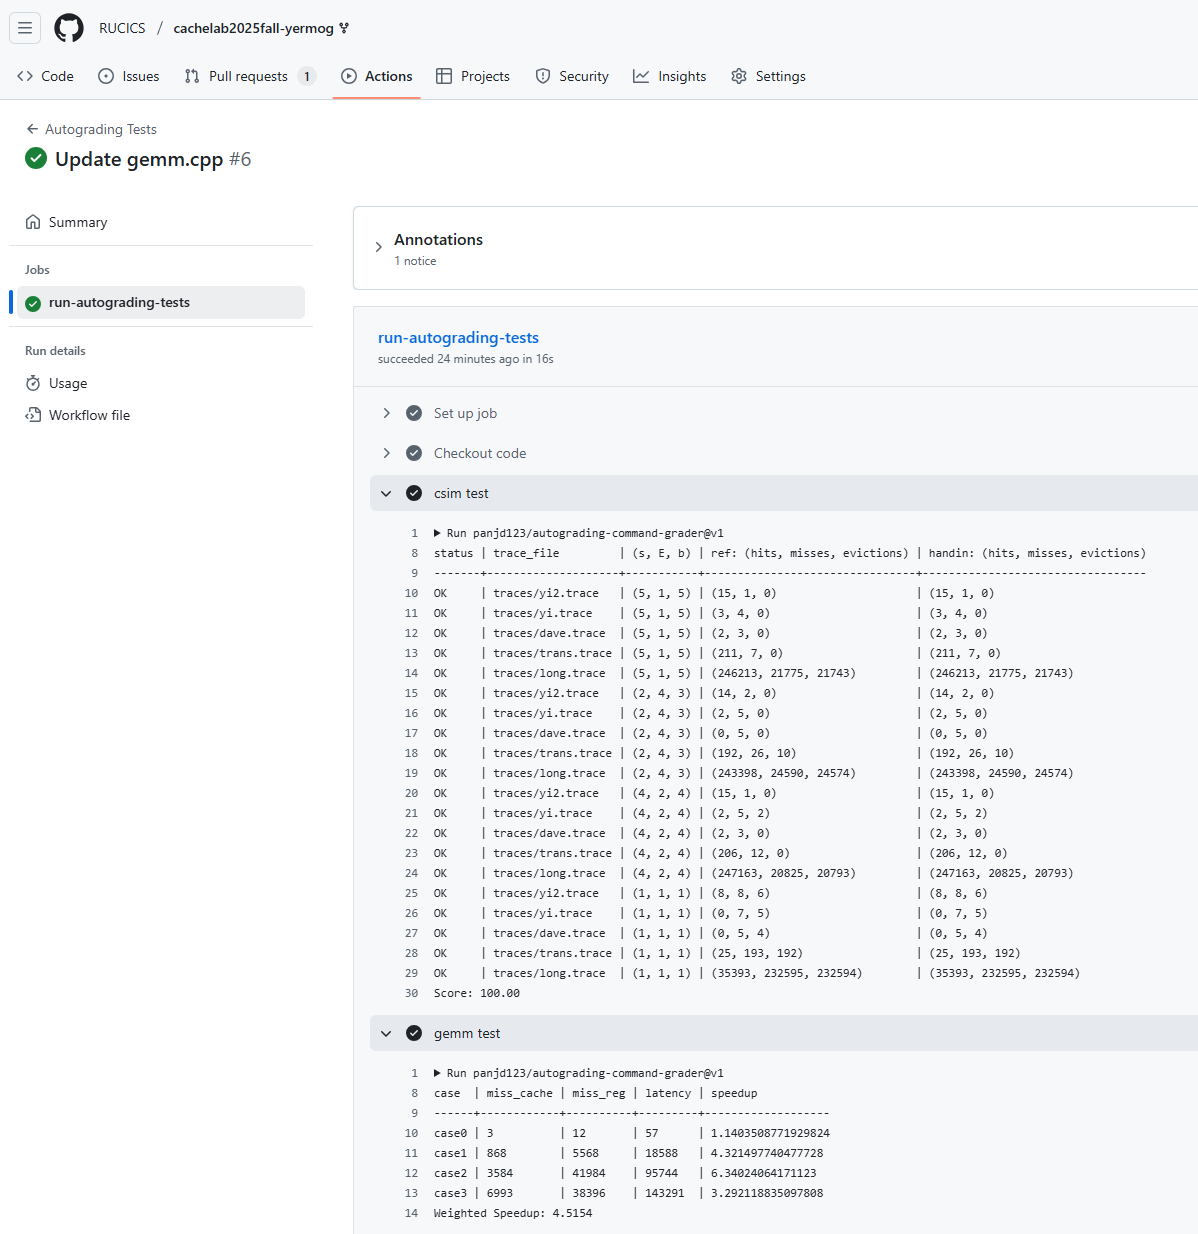 RUCICS / cachelab2025fall-yermog
Code Issues Pull requests 1 Actions Projects Security Insights Settings
Autograding Tests
Update gemm.cpp #6
Summary
Jobs
run-autograding-tests
Run details
Usage
Workflow file
Annotations
1 notice
run-autograding-tests
succeeded 24 minutes ago in 16s
Set up job
Checkout code
csim test
1 Run panjd123/autograding-command-grader@v1
8 status | trace_file | (s, E, b) | ref: (hits, misses, evictions) | handin: (hits, misses, evictions)
9 -------+--------------------+-----------+--------------------------------+----------------------------------
10 OK | traces/yi2.trace | (5, 1, 5) | (15, 1, 0) | (15, 1, 0)
11 OK | traces/yi.trace | (5, 1, 5) | (3, 4, 0) | (3, 4, 0)
12 OK | traces/dave.trace | (5, 1, 5) | (2, 3, 0) | (2, 3, 0)
13 OK | traces/trans.trace | (5, 1, 5) | (211, 7, 0) | (211, 7, 0)
14 OK | traces/long.trace | (5, 1, 5) | (246213, 21775, 21743) | (246213, 21775, 21743)
15 OK | traces/yi2.trace | (2, 4, 3) | (14, 2, 0) | (14, 2, 0)
16 OK | traces/yi.trace | (2, 4, 3) | (2, 5, 0) | (2, 5, 0)
17 OK | traces/dave.trace | (2, 4, 3) | (0, 5, 0) | (0, 5, 0)
18 OK | traces/trans.trace | (2, 4, 3) | (192, 26, 10) | (192, 26, 10)
19 OK | traces/long.trace | (2, 4, 3) | (243398, 24590, 24574) | (243398, 24590, 24574)
20 OK | traces/yi2.trace | (4, 2, 4) | (15, 1, 0) | (15, 1, 0)
21 OK | traces/yi.trace | (4, 2, 4) | (2, 5, 2) | (2, 5, 2)
22 OK | traces/dave.trace | (4, 2, 4) | (2, 3, 0) | (2, 3, 0)
23 OK | traces/trans.trace | (4, 2, 4) | (206, 12, 0) | (206, 12, 0)
24 OK | traces/long.trace | (4, 2, 4) | (247163, 20825, 20793) | (247163, 20825, 20793)
25 OK | traces/yi2.trace | (1, 1, 1) | (8, 8, 6) | (8, 8, 6)
26 OK | traces/yi.trace | (1, 1, 1) | (0, 7, 5) | (0, 7, 5)
27 OK | traces/dave.trace | (1, 1, 1) | (0, 5, 4) | (0, 5, 4)
28 OK | traces/trans.trace | (1, 1, 1) | (25, 193, 192) | (25, 193, 192)
29 OK | traces/long.trace | (1, 1, 1) | (35393, 232595, 232594) | (35393, 232595, 232594)
30 Score: 100.00
gemm test
1 Run panjd123/autograding-command-grader@v1
8 case | miss_cache | miss_reg | latency | speedup
9 ------+------------+----------+---------+-------------------
10 case0 | 3 | 12 | 57 | 1.1403508771929824
11 case1 | 868 | 5568 | 18588 | 4.321497740477728
12 case2 | 3584 | 41984 | 95744 | 6.34024064171123
13 case3 | 6993 | 38396 | 143291 | 3.292118835097808
14 Weighted Speedup: 4.5154